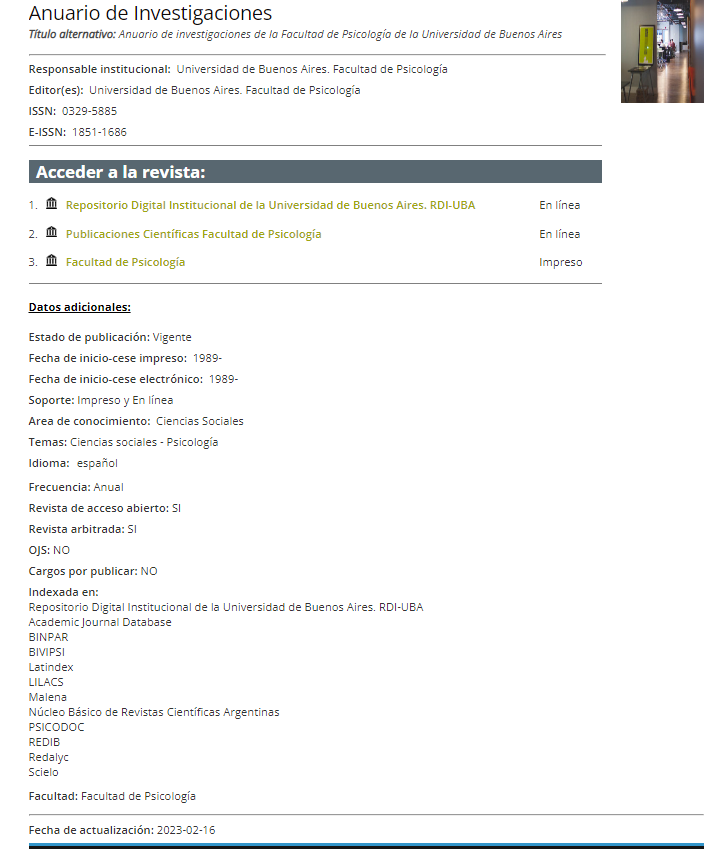 Anuario de Investigaciones
Título alternativo: Anuario de investigaciones de la Facultad de Psicología de la Universidad de Buenos Aires
Responsable institucional: Universidad de Buenos Aires. Facultad de Psicología
Editor(es): Universidad de Buenos Aires. Facultad de Psicología
ISSN: 0329-5885
E-ISSN: 1851-1686
Acceder a la revista:
1. Repositorio Digital Institucional de la Universidad de Buenos Aires. RDI-UBA En línea
2. Publicaciones Científicas Facultad de Psicología En línea
3. Facultad de Psicología Impreso
Datos adicionales:
Estado de publicación: Vigente
Fecha de inicio-cese impreso: 1989-
Fecha de inicio-cese electrónico: 1989-
Soporte: Impreso y En línea
Area de conocimiento: Ciencias Sociales
Temas: Ciencias sociales - Psicología
Idioma: español
Frecuencia: Anual
Revista de acceso abierto: SI
Revista arbitrada: SI
OJS: NO
Cargos por publicar: NO
Indexada en:
Repositorio Digital Institucional de la Universidad de Buenos Aires. RDI-UBA
Academic Journal Database
BINPAR
BIVIPSI
Latindex
LILACS
Malena
Núcleo Básico de Revistas Científicas Argentinas
PSICODOC
REDIB
Redalyc
Scielo
Facultad: Facultad de Psicología
Fecha de actualización: 2023-02-16